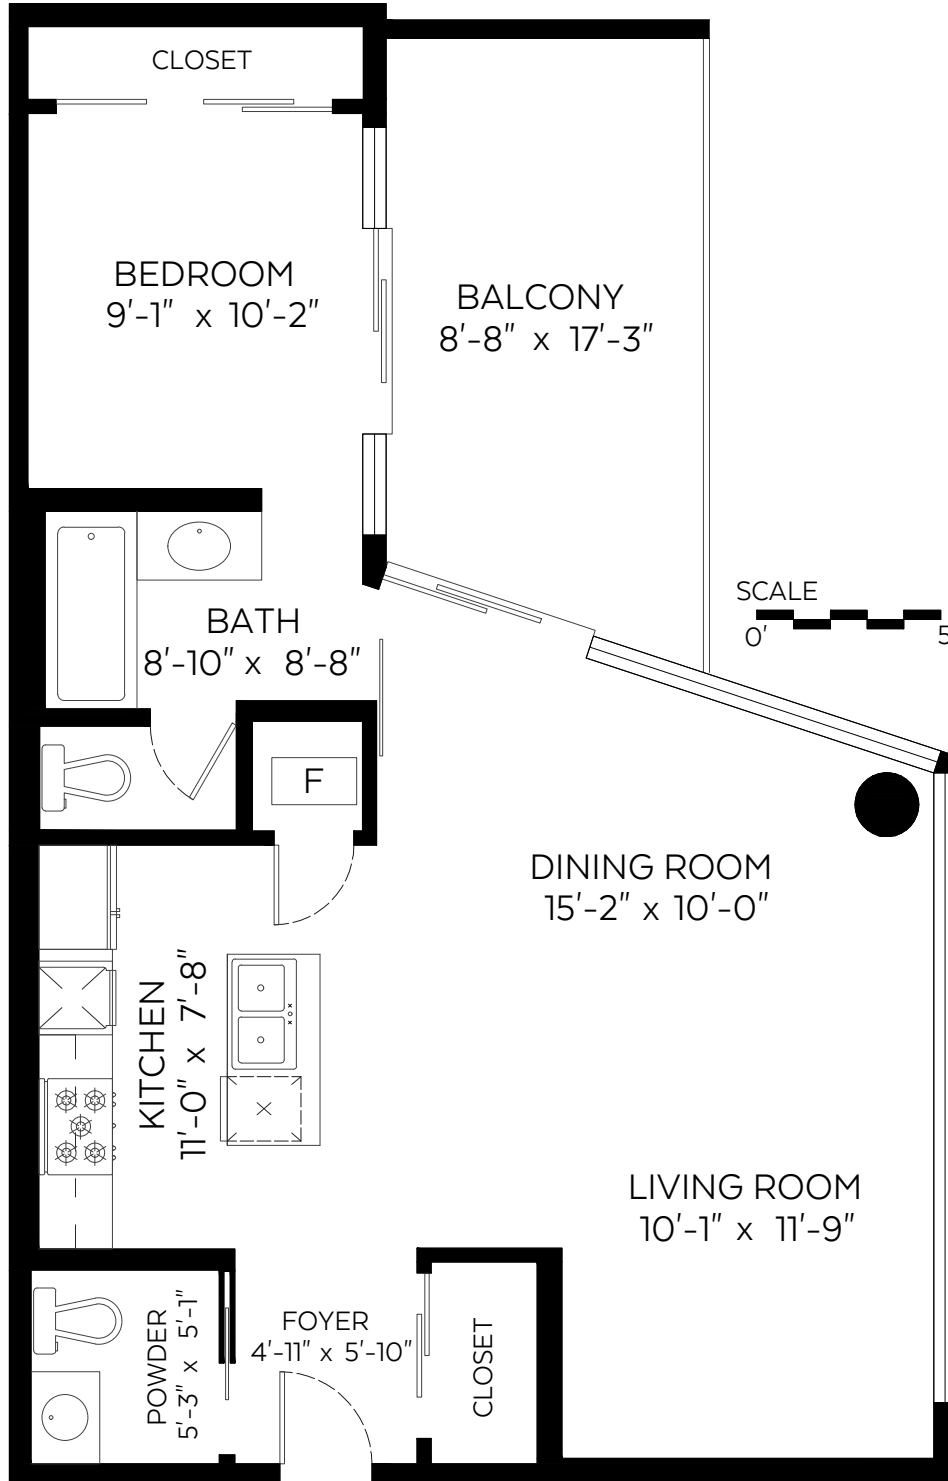 CLOSET
BEDROOM
9'-1" x 10'-2"
BALCONY
8'-8" x 17'-3"
SCALE
0' 5
BATH
8'-10" x 8'-8"
F
DINING ROOM
15'-2" x 10'-0"
KITCHEN
11'-0" x 7'-8"
LIVING ROOM
10'-1" x 11'-9"
POWDER
5'-3" x 5'-1"
FOYER
4'-11" x 5'-10"
CLOSET